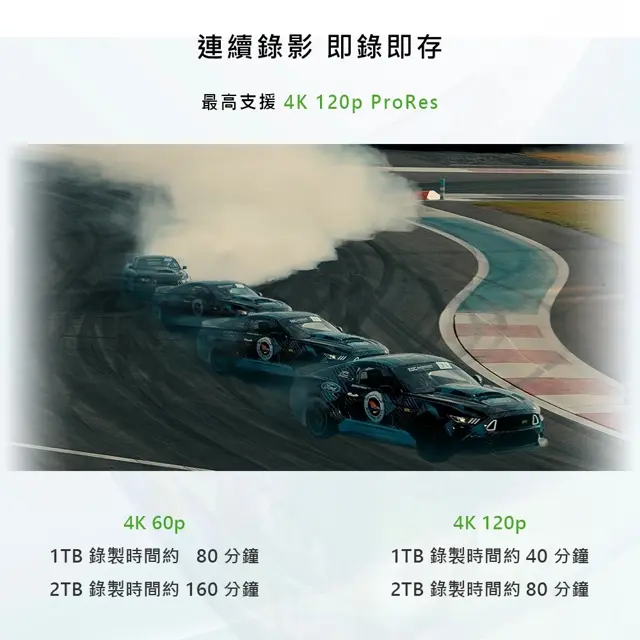 連續錄影 即錄即存
最高支援 4K 120p ProRes
4K 60p
1TB 錄製時間約 80 分鐘
2TB 錄製時間約 160 分鐘
4K 120p
1TB 錄製時間約 40 分鐘
2TB 錄製時間約 80 分鐘